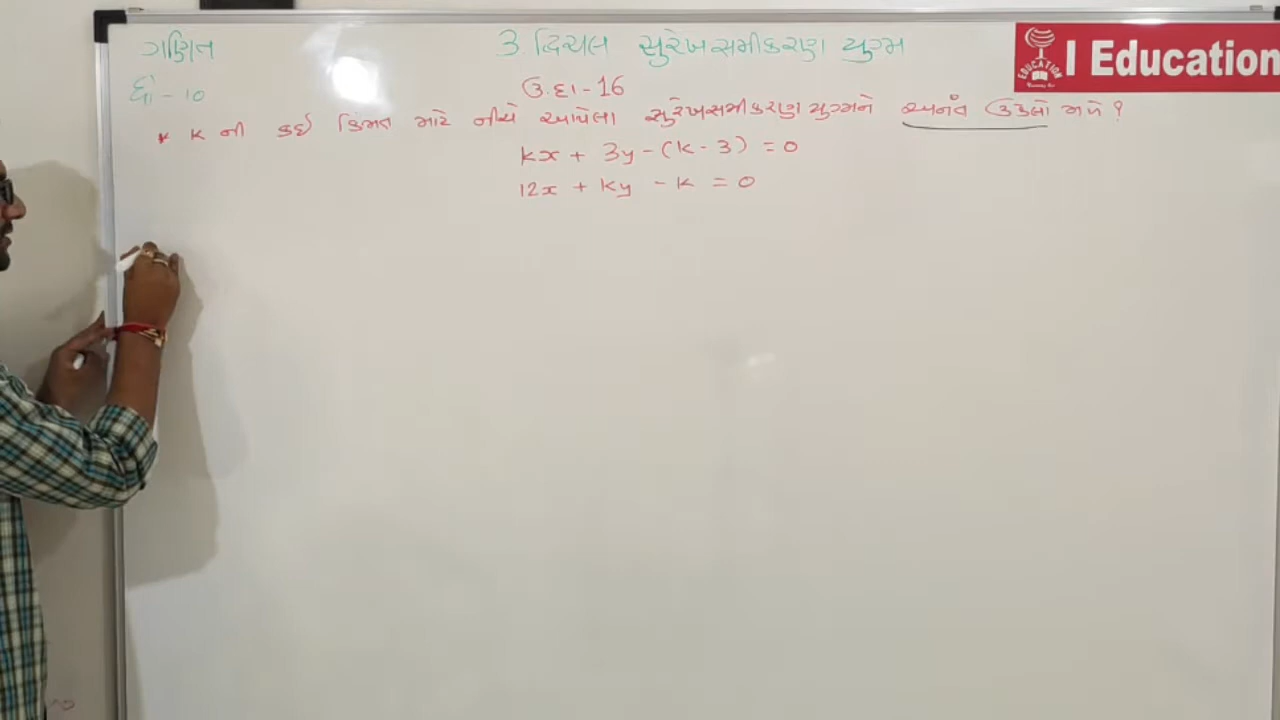 ગણિત
3. દ્વિચલ સુરેખ સમીકરણ યુગ્મ
I Education
EDUCATION
ધો - 10
ઉ.દા - 16
* K ની કઈ કિંમત માટે નીચે આપેલા સુરેખ સમીકરણ યુગ્મને અનંત ઉકેલો મળે ?
kx + 3y - (k - 3) = 0
12x + ky - k = 0